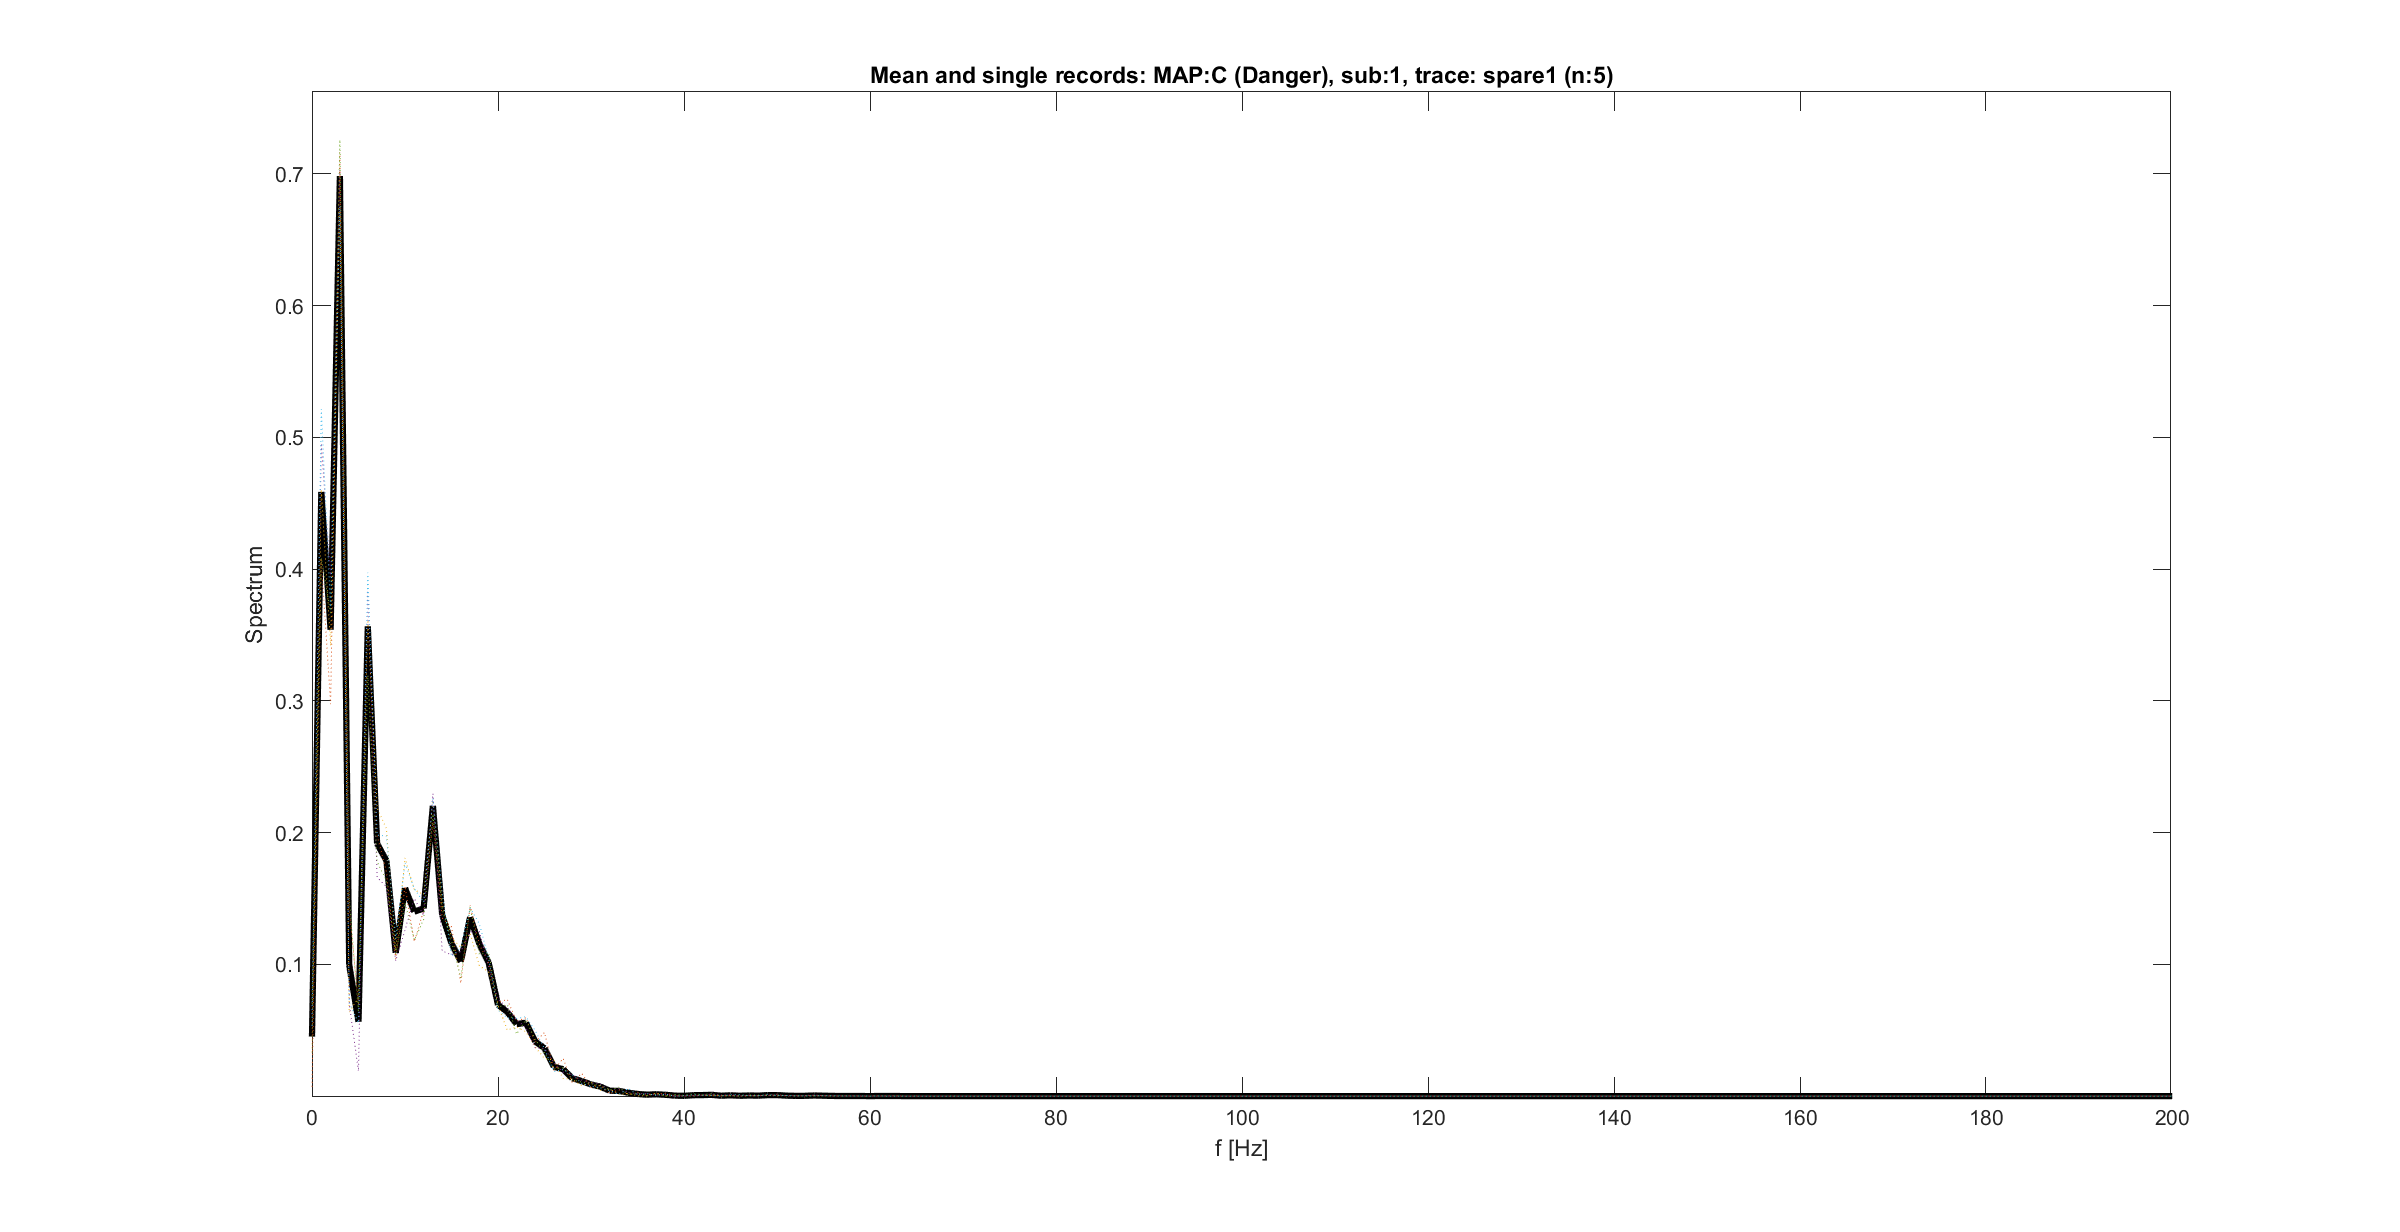 Mean and single records: MAP:C (Danger), sub:1, trace: spare1 (n:5)
0.7
0.6
0.5
0.4
0.3
0.2
0.1
Spectrum
0 20 40 60 80 100 120 140 160 180 200
f [Hz]